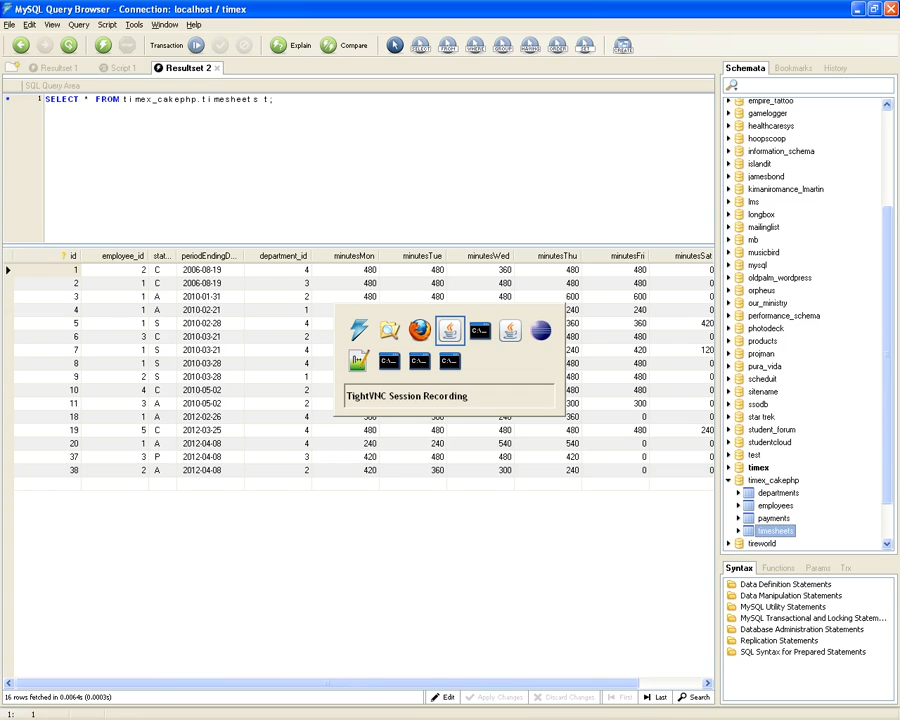 MySQL Query Browser - Connection: localhost / timex
File Edit View Query Script Tools Window Help
Transaction Explain Compare SELECT FROM WHERE GROUP HAVING ORDER SET CREATE
Resultset 1 Script 1 Resultset 2
SQL Query Area
1 SELECT * FROM timex_cakephp.timesheets t;
id employee_id stat... periodEndingD... department_id minutesMon minutesTue minutesWed minutesThu minutesFri minutesSat
1 2 C 2006-08-19 4 480 480 360 480 480 0
2 1 C 2006-08-19 3 480 480 480 480 480 0
3 1 A 2010-01-31 2 480 480 480 600 600 0
4 1 A 2010-02-21 1 240 240 0
5 1 S 2010-02-28 4 360 360 420
6 3 C 2010-03-21 2 480 480 0
7 1 S 2010-03-21 4 240 420 120
8 1 S 2010-03-28 4 480 480 0
9 2 S 2010-03-28 1 480 480 0
10 4 C 2010-05-02 2 480 480 0
11 3 A 2010-05-02 2 300 300 0
18 1 A 2012-02-26 4 360 0 0
19 5 C 2012-03-25 4 480 480 480 480 480 240
20 1 A 2012-04-08 4 240 240 540 540 0 0
37 3 P 2012-04-08 3 420 480 480 420 0 0
38 2 A 2012-04-08 2 420 360 300 240 0 0
TightVNC Session Recording
C:\... C:\... C:\... C:\...
16 rows fetched in 0.0064s (0.0003s)
Edit Apply Changes Discard Changes First Last Search
1: 1
Schemata Bookmarks History
empire_tattoo
gamelogger
healthcaresys
hoopscoop
information_schema
islandit
jamesbond
kimaniromance_lmartin
lms
longbox
mailinglist
mb
musicbird
mysql
oldpalm_wordpress
orpheus
our_ministry
performance_schema
photodeck
products
projman
pura_vida
scheduit
sitename
ssodb
star trek
student_forum
studentcloud
test
timex
timex_cakephp
departments
employees
payments
timesheets
tireworld
Syntax Functions Params Trx
Data Definition Statements
Data Manipulation Statements
MySQL Utility Statements
MySQL Transactional and Locking Statem...
Database Administration Statements
Replication Statements
SQL Syntax for Prepared Statements